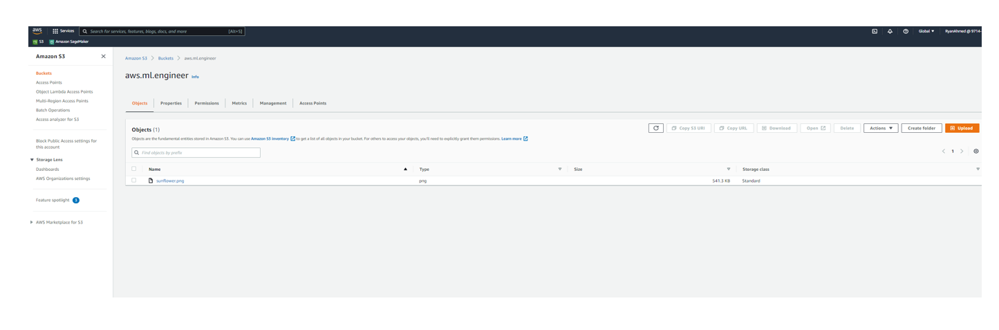 aws Services Search for services, features, blogs, docs, and more [Alt+S] Global ▼ RyanAhmed @ 9714-
S3 Amazon SageMaker
Amazon S3
Buckets
Access Points
Object Lambda Access Points
Multi-Region Access Points
Batch Operations
Access analyzer for S3
Block Public Access settings for
this account
▼ Storage Lens
Dashboards
AWS Organizations settings
Feature spotlight 3
▶ AWS Marketplace for S3
Amazon S3 > Buckets > aws.ml.engineer
aws.ml.engineer Info
Objects Properties Permissions Metrics Management Access Points
Objects (1)
Copy S3 URI Copy URL Download Open Delete Actions ▼ Create folder Upload
Objects are the fundamental entities stored in Amazon S3. You can use Amazon S3 inventory to get a list of all objects in your bucket. For others to access your objects, you'll need to explicitly grant them permissions. Learn more
Find objects by prefix
< 1 >
Name Type Size Storage class
sunflower.png png 541.3 KB Standard